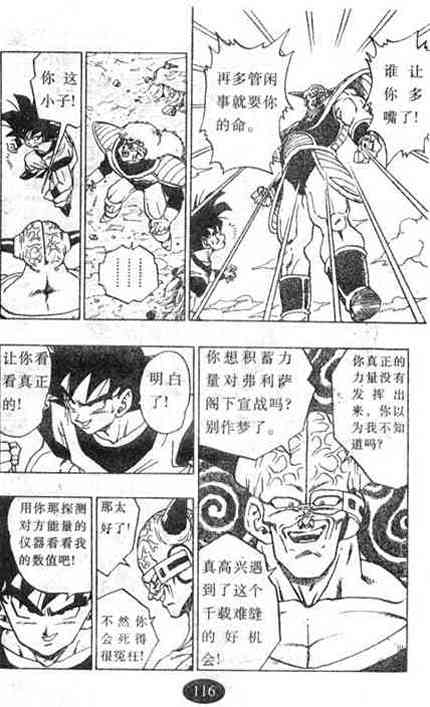 谁让
你多
嘴了!
再多管闲
事就要你
的命。
…………
你这
小子!
你真正的
力量没有
发挥出
来,你以
为我不知
道吗?
你想积蓄力
量对弗利萨
阁下宣战吗?
别作梦了。
真高兴遇
到了这个
千载难缝
的好机
会!
明白
了!
让你看
看真正
的!
那太
好了!
不然你
会死得
很冤狂!
用你那探测
对方能量的
仪器看看我
的数值吧!
116